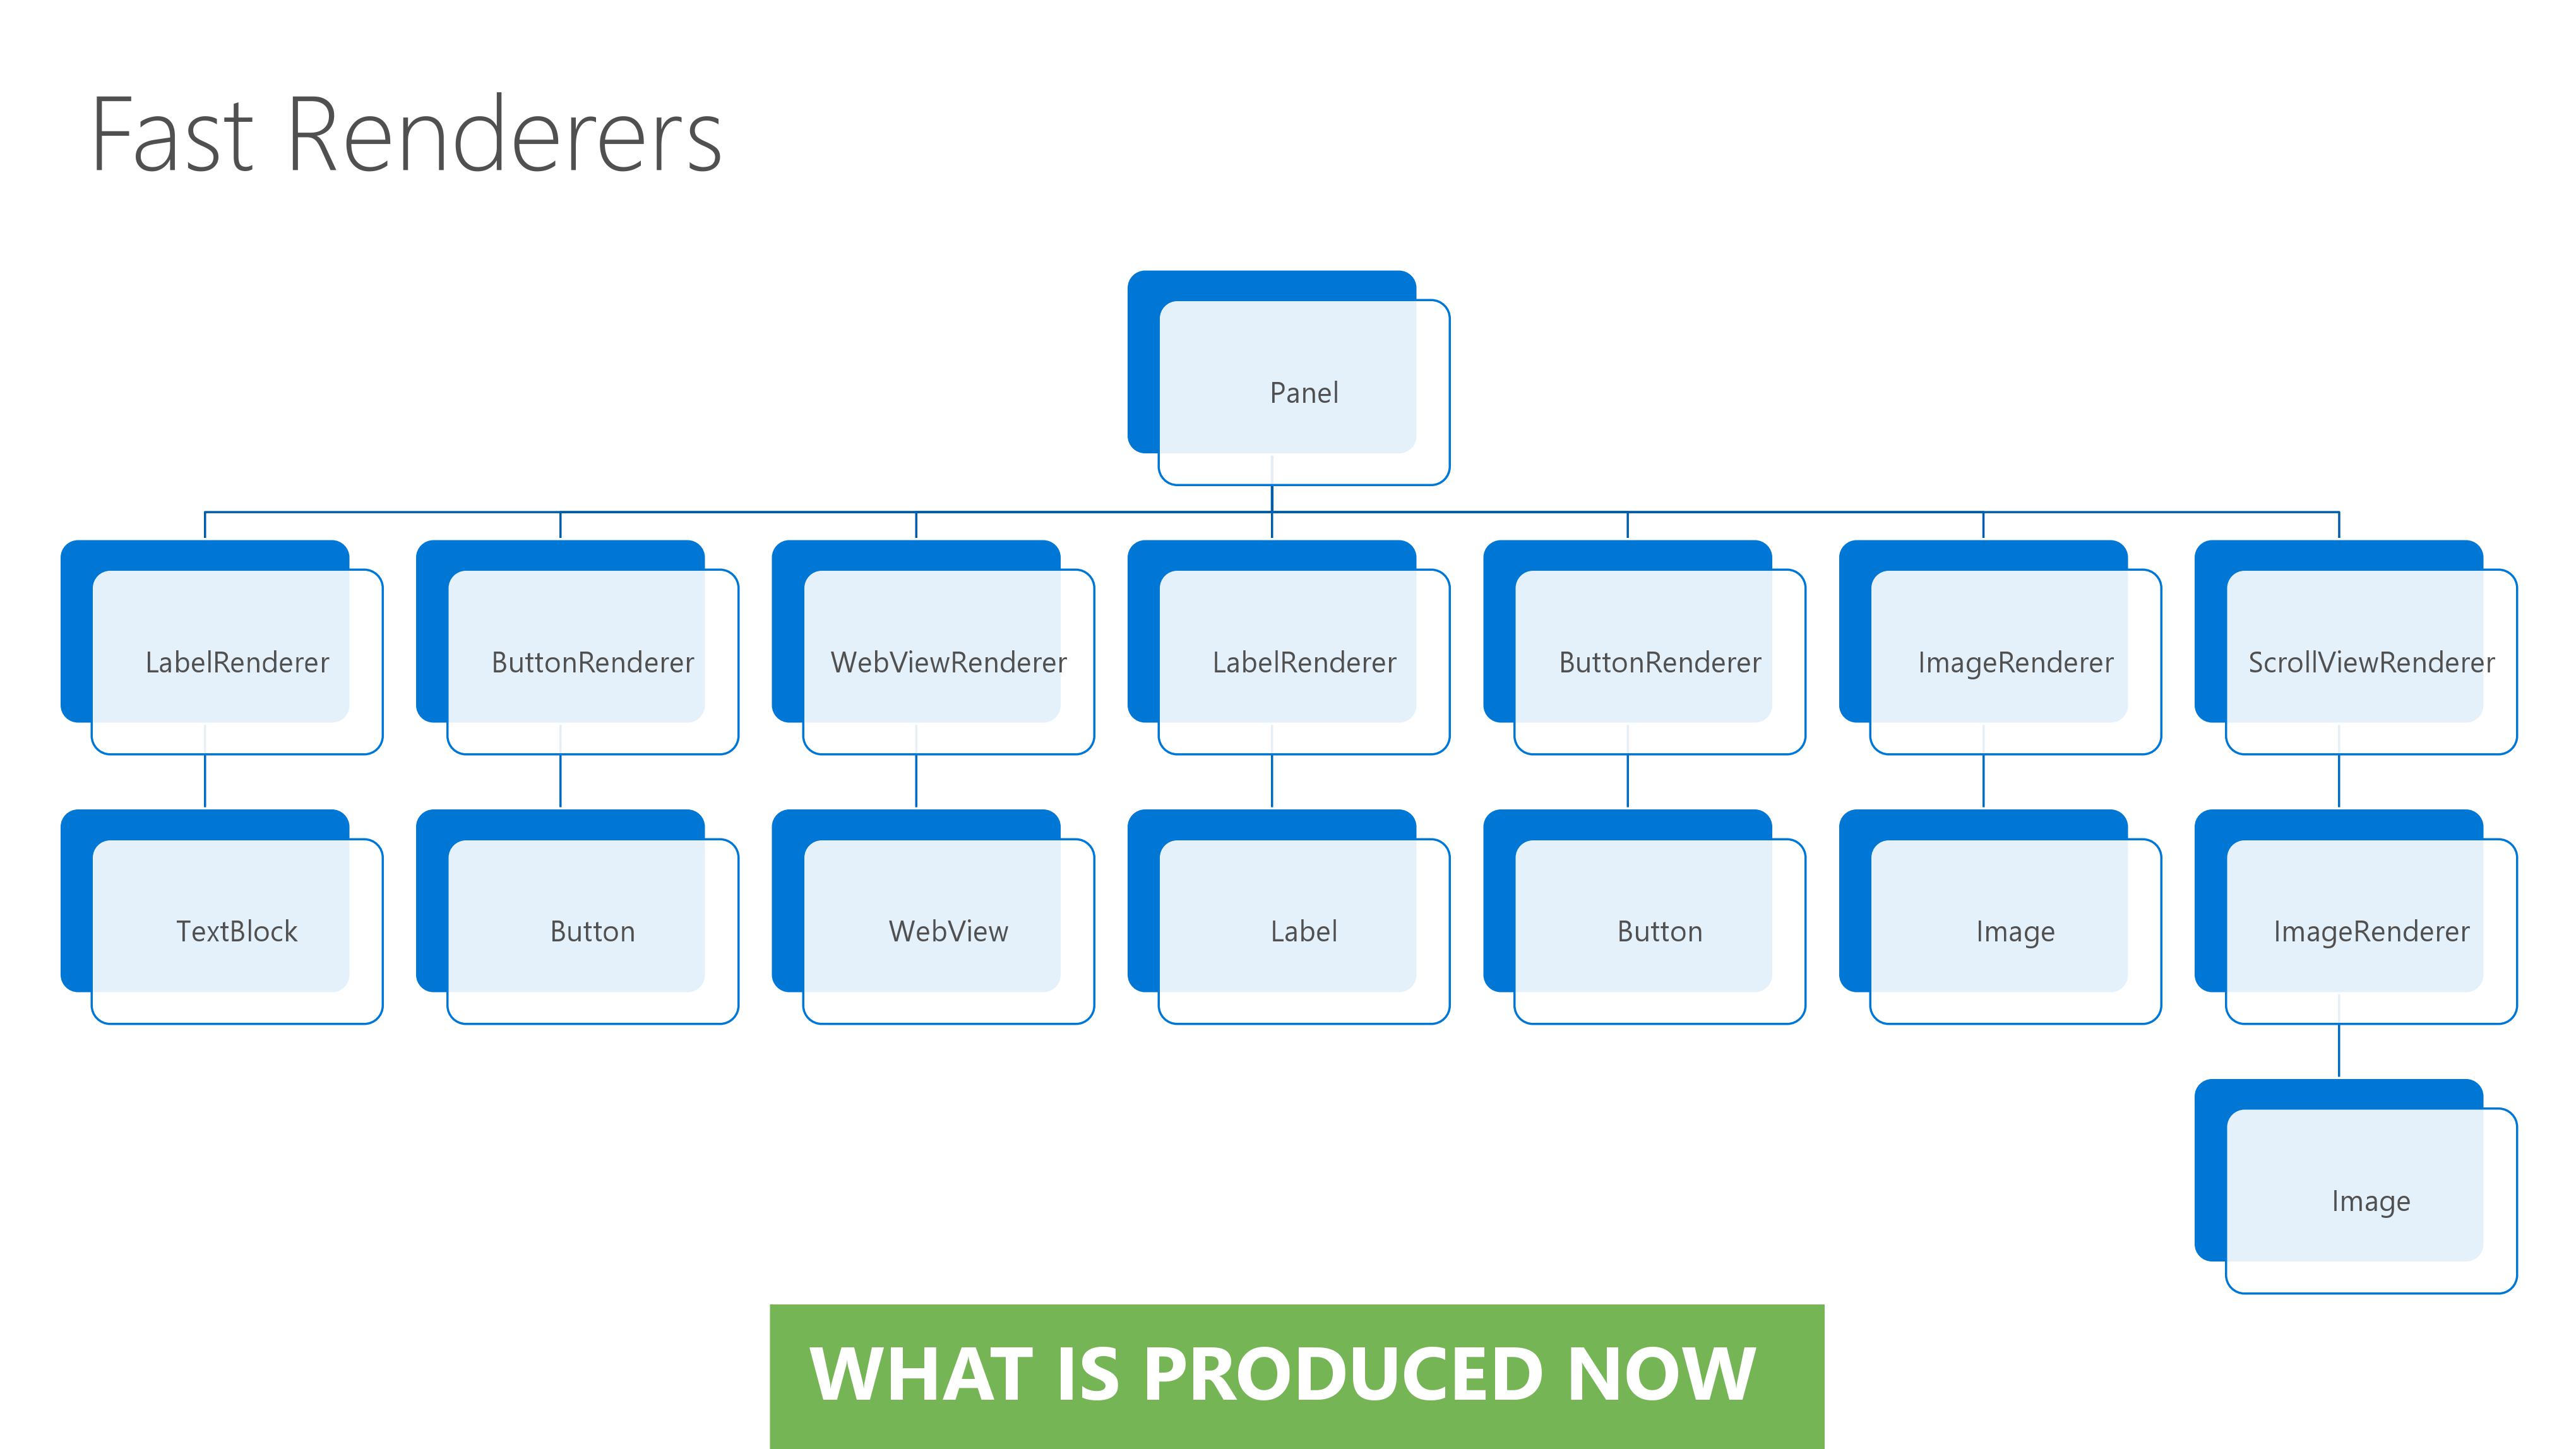 Fast Renderers
Panel
LabelRenderer
ButtonRenderer
WebViewRenderer
LabelRenderer
ButtonRenderer
ImageRenderer
ScrollViewRenderer
TextBlock
Button
WebView
Label
Button
Image
ImageRenderer
Image
WHAT IS PRODUCED NOW